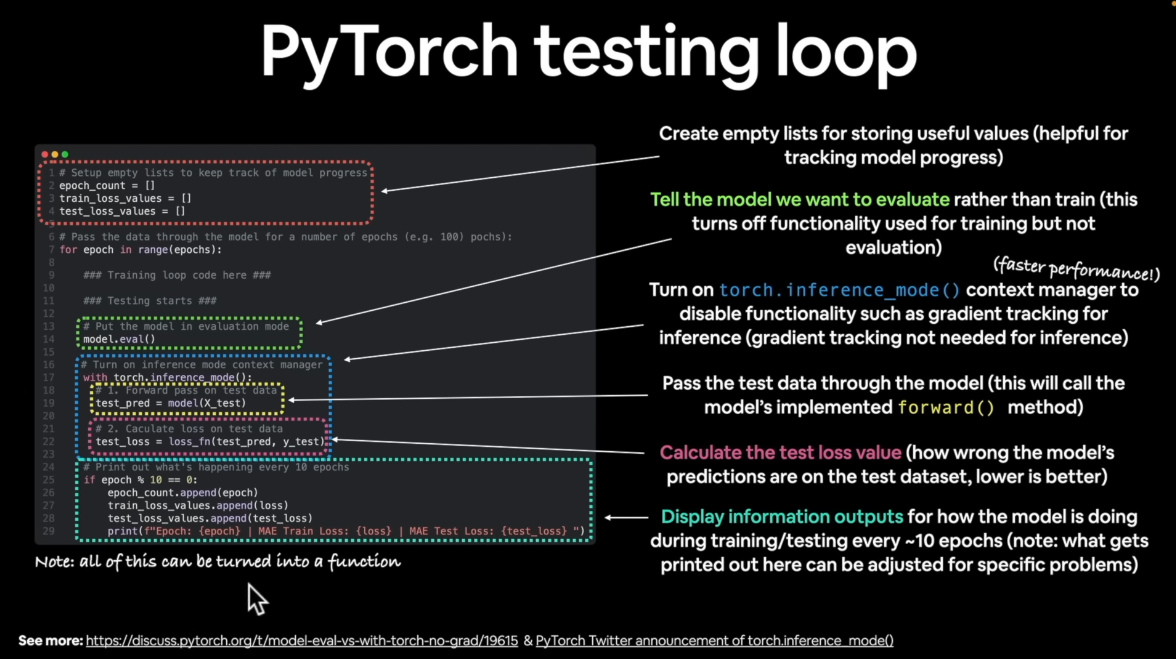 PyTorch testing loop
1 # Setup empty lists to keep track of model progress
2 epoch_count = []
3 train_loss_values = []
4 test_loss_values = []
5
6 # Pass the data through the model for a number of epochs (e.g. 100) pochs):
7 for epoch in range(epochs):
8
9 ### Training loop code here ###
10
11 ### Testing starts ###
12
13 # Put the model in evaluation mode
14 model.eval()
15
16 # Turn on inference mode context manager
17 with torch.inference_mode():
18 # 1. Forward pass on test data
19 test_pred = model(X_test)
20
21 # 2. Caculate loss on test data
22 test_loss = loss_fn(test_pred, y_test)
23
24 # Print out what's happening every 10 epochs
25 if epoch % 10 == 0:
26 epoch_count.append(epoch)
27 train_loss_values.append(loss)
28 test_loss_values.append(test_loss)
29 print(f"Epoch: {epoch} | MAE Train Loss: {loss} | MAE Test Loss: {test_loss} ")
Note: all of this can be turned into a function
Create empty lists for storing useful values (helpful for
tracking model progress)
Tell the model we want to evaluate rather than train (this
turns off functionality used for training but not
evaluation)
(faster performance!)
Turn on torch.inference_mode() context manager to
disable functionality such as gradient tracking for
inference (gradient tracking not needed for inference)
Pass the test data through the model (this will call the
model's implemented forward() method)
Calculate the test loss value (how wrong the model's
predictions are on the test dataset, lower is better)
Display information outputs for how the model is doing
during training/testing every ~10 epochs (note: what gets
printed out here can be adjusted for specific problems)
See more: https://discuss.pytorch.org/t/model-eval-vs-with-torch-no-grad/19615 & PyTorch Twitter announcement of torch.inference_mode()